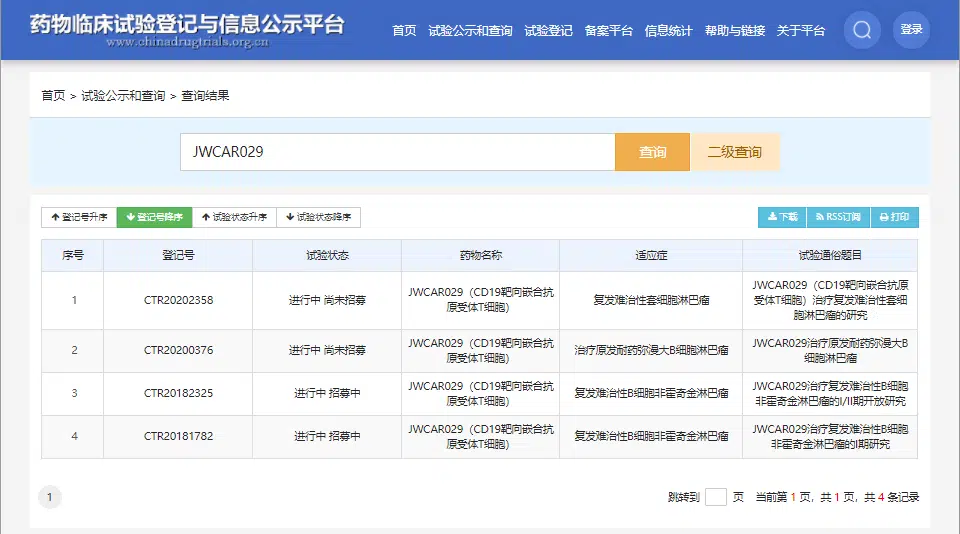 药物临床试验登记与信息公示平台
www.chinadrugtrials.org.cn
首页 试验公示和查询 试验登记 备案平台 信息统计 帮助与链接 关于平台 登录
首页 > 试验公示和查询 > 查询结果
JWCAR029 查询 二级查询
登记号升序 登记号降序 试验状态升序 试验状态降序 下载 RSS订阅 打印
序号 登记号 试验状态 药物名称 适应症 试验通俗题目
1 CTR20202358 进行中 尚未招募 JWCAR029（CD19靶向嵌合抗
原受体T细胞） 复发难治性套细胞淋巴瘤 JWCAR029（CD19靶向嵌合抗原
受体T细胞）治疗复发难治性套细
胞淋巴瘤的研究
2 CTR20200376 进行中 尚未招募 JWCAR029（CD19靶向嵌合抗
原受体T细胞） 治疗原发耐药弥漫大B细胞淋巴瘤 JWCAR029治疗原发耐药弥漫大B
细胞淋巴瘤
3 CTR20182325 进行中 招募中 JWCAR029（CD19靶向嵌合抗
原受体T细胞） 复发难治性B细胞非霍奇金淋巴瘤 JWCAR029治疗复发难治性B细胞
非霍奇金淋巴瘤的I/II期开放研究
4 CTR20181782 进行中 招募中 JWCAR029（CD19靶向嵌合抗
原受体T细胞） 复发难治性B细胞非霍奇金淋巴瘤 JWCAR029治疗复发难治性B细胞
非霍奇金淋巴瘤的I期研究
1 跳转到 页 当前第 1 页，共 1 页，共 4 条记录